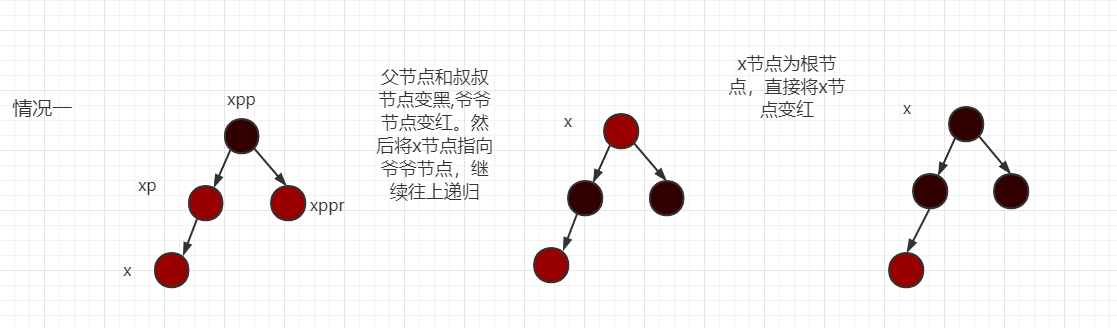 情况一
xpp
xp
xppr
x
父节点和叔叔
节点变黑,爷爷
节点变红。然
后将x节点指向
爷爷节点，继
续往上递归
x
x节点为根节
点，直接将x节
点变红
x